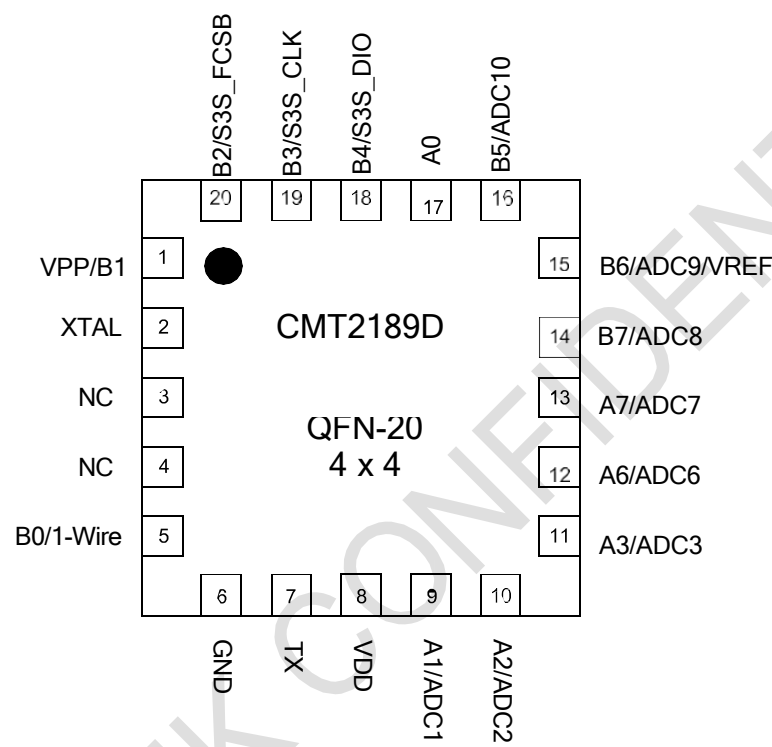 B2/S3S_FCSB
B3/S3S_CLK
B4/S3S_DIO
A0
B5/ADC10
20
19
18
17
16
VPP/B1
1
15
B6/ADC9/VREF
XTAL
2
CMT2189D
14
B7/ADC8
NC
3
13
A7/ADC7
QFN-20
4 x 4
NC
4
12
A6/ADC6
B0/1-Wire
5
11
A3/ADC3
6
7
8
9
10
GND
TX
VDD
A1/ADC1
A2/ADC2